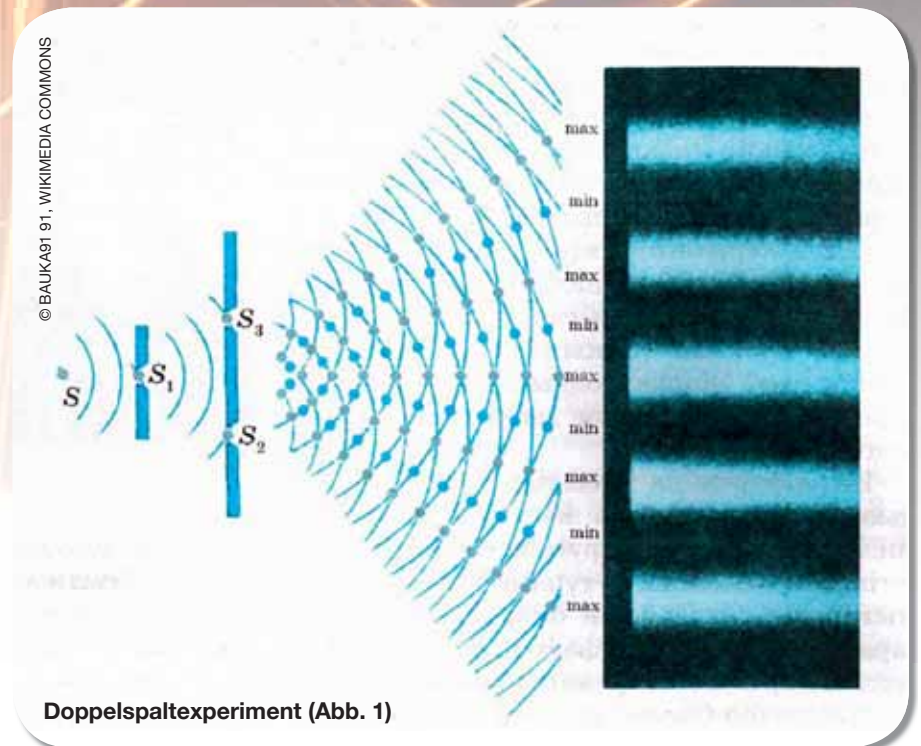 © BAUKA91 91, WIKIMEDIA COMMONS
S
S₁
S₃
S₂
max
min
max
min
max
min
max
min
max
Doppelspaltexperiment (Abb. 1)